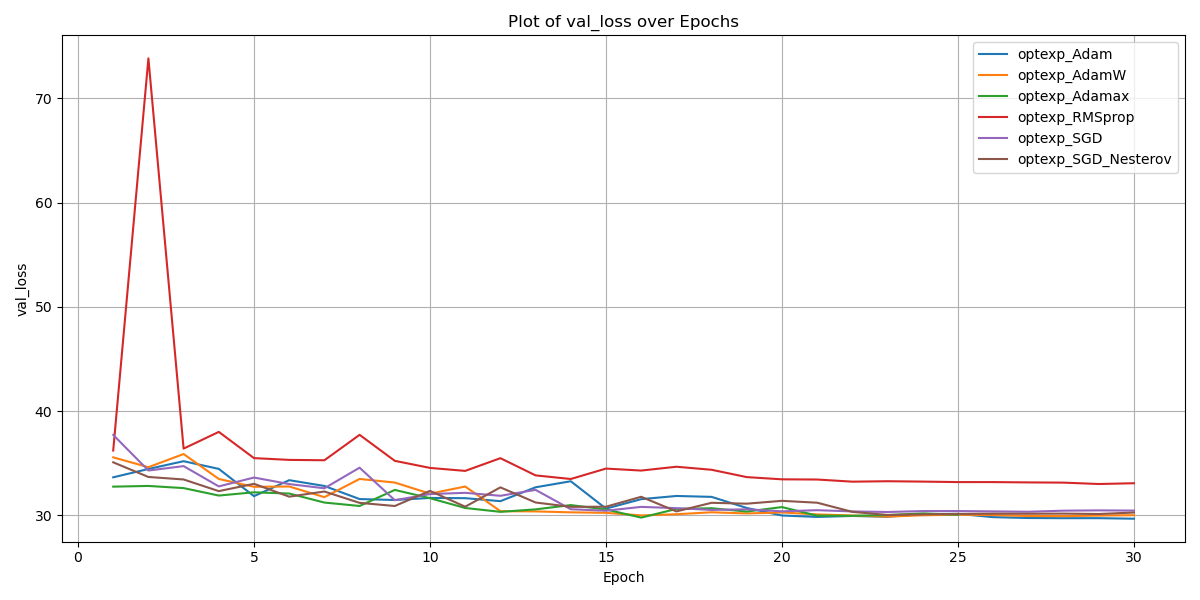 Plot of val_loss over Epochs
optexp_Adam
optexp_AdamW
optexp_Adamax
optexp_RMSprop
optexp_SGD
optexp_SGD_Nesterov
70
60
50
40
30
val_loss
0 5 10 15 20 25 30
Epoch